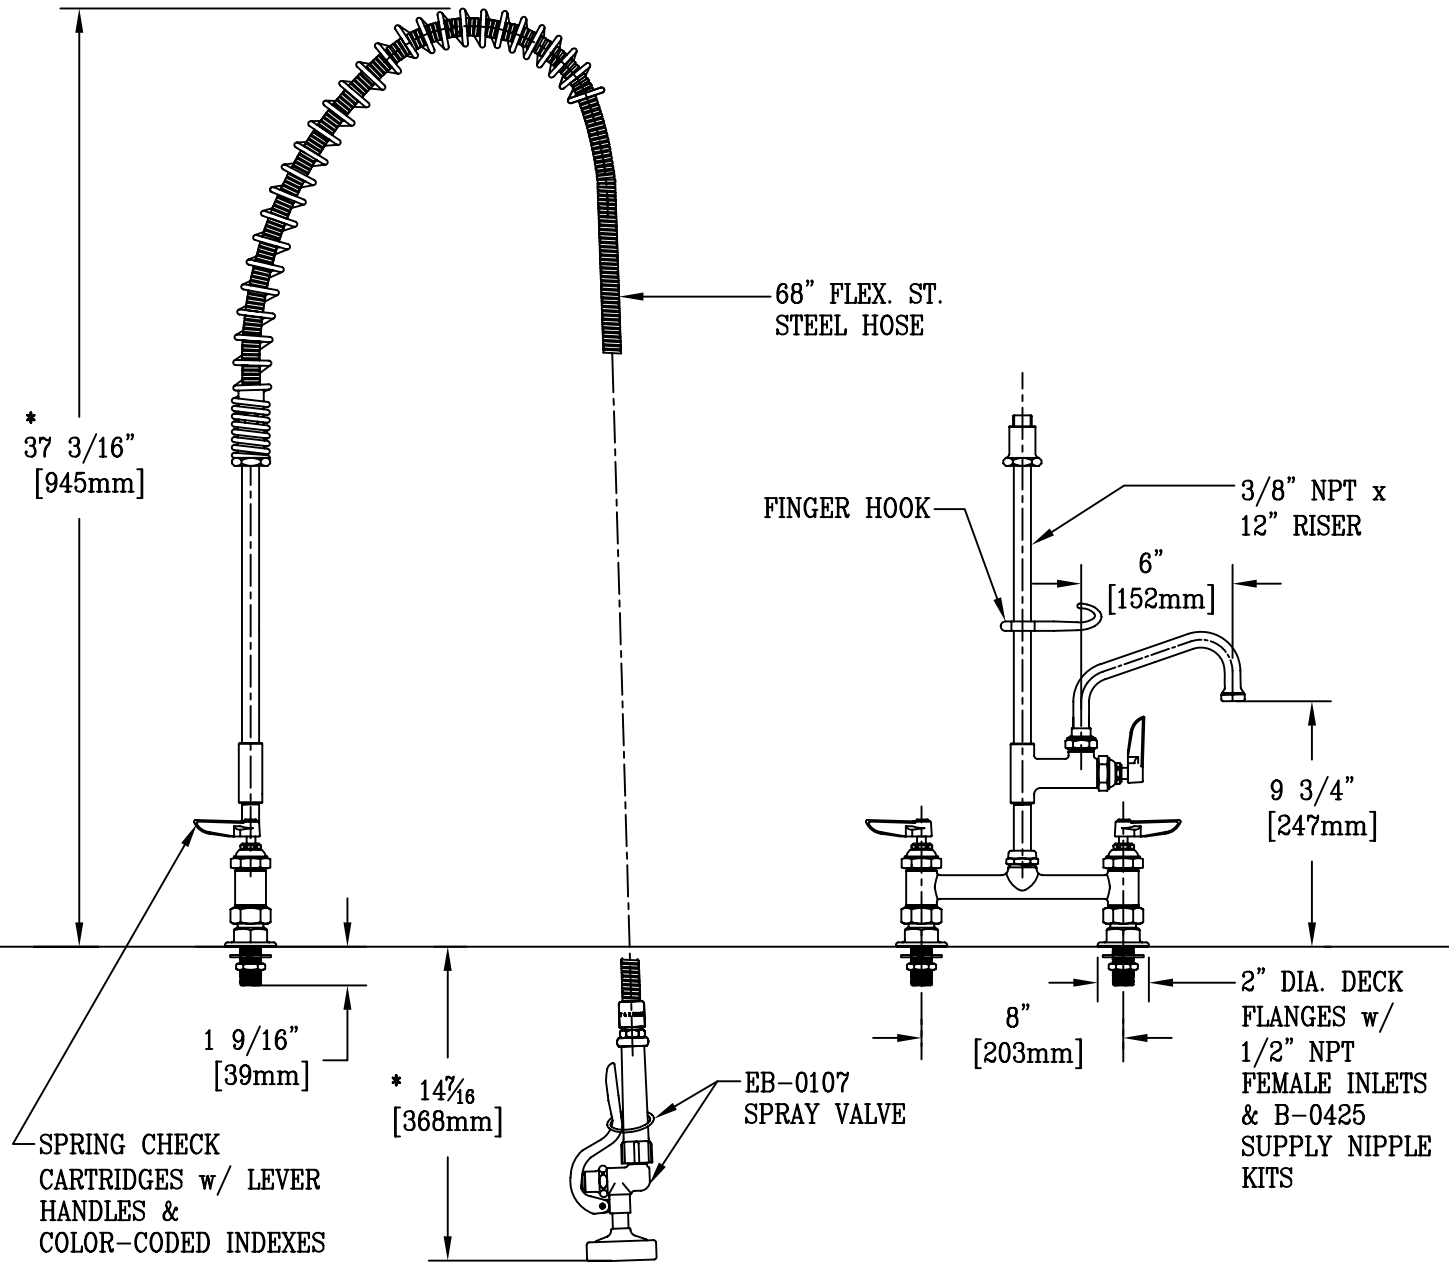 68” FLEX. ST.
STEEL HOSE
*
37 3/16”
[945mm]
FINGER HOOK
3/8” NPT x
12” RISER
6”
[152mm]
9 3/4”
[247mm]
1 9/16”
[39mm]
* 14 7/16
[368mm]
EB-0107
SPRAY VALVE
8”
[203mm]
2” DIA. DECK
FLANGES w/
1/2” NPT
FEMALE INLETS
& B-0425
SUPPLY NIPPLE
KITS
SPRING CHECK
CARTRIDGES w/ LEVER
HANDLES &
COLOR-CODED INDEXES